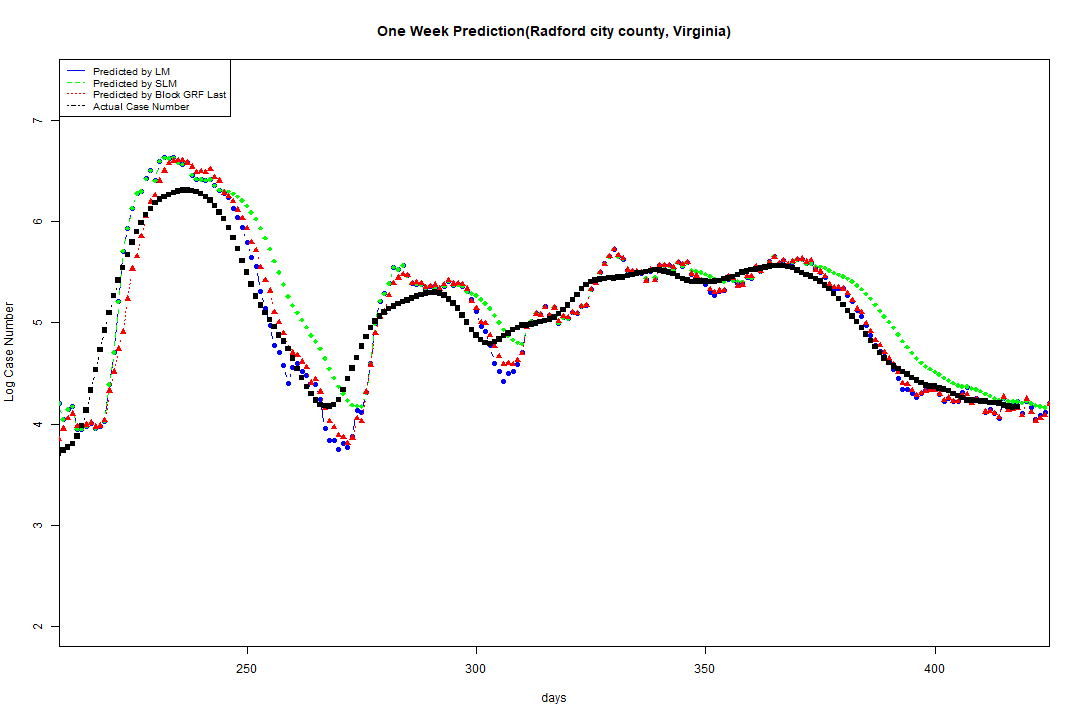 One Week Prediction(Radford city county, Virginia)
Predicted by LM
Predicted by SLM
Predicted by Block GRF Last
Actual Case Number
Log Case Number
7
6
5
4
3
2
250 300 350 400
days